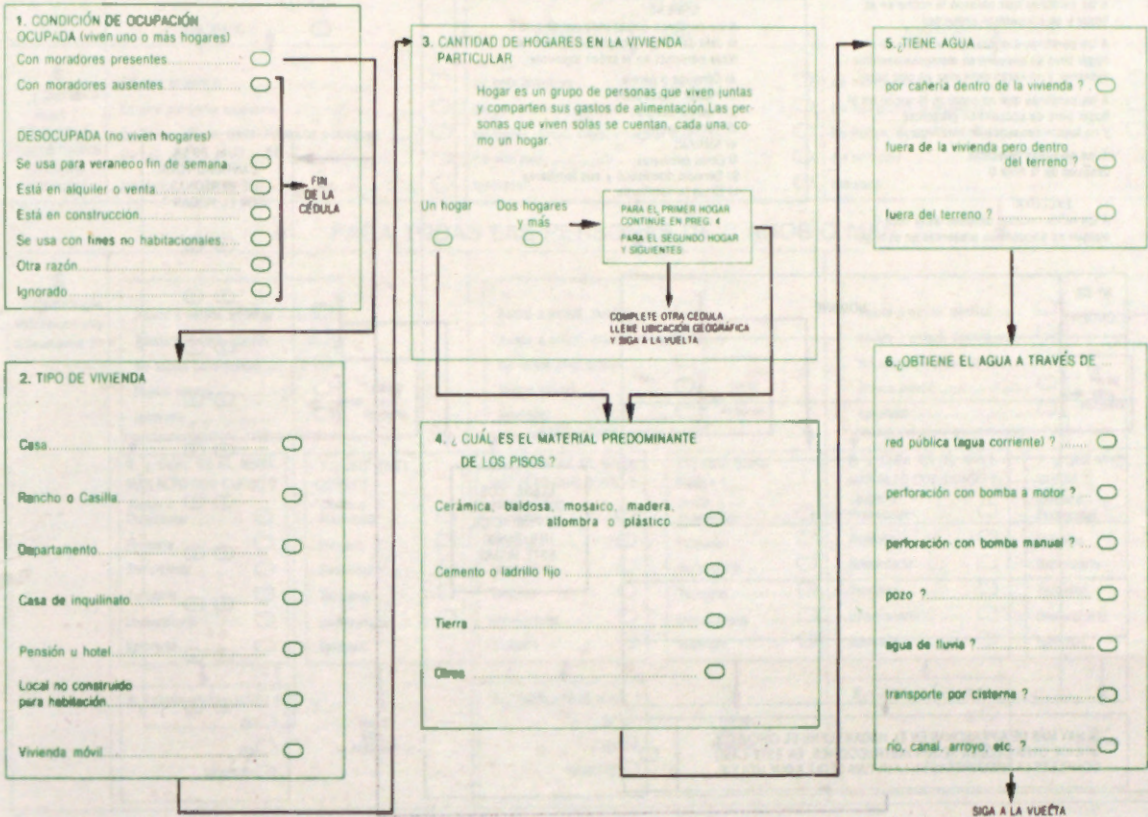 1. CONDICIÓN DE OCUPACIÓN
OCUPADA (viven uno o más hogares)
Con moradores presentes
Con moradores ausentes
DESOCUPADA (no viven hogares)
Se usa para veraneo o fin de semana
Está en alquiler o venta
Está en construcción
Se usa con fines no habitacionales
Otra razón
Ignorado
FIN
DE LA
CÉDULA
2. TIPO DE VIVIENDA
Casa
Rancho o Casilla
Departamento
Casa de inquilinato
Pensión u hotel
Local no construido
para habitación
Vivienda móvil
3. CANTIDAD DE HOGARES EN LA VIVIENDA
PARTICULAR
Hogar es un grupo de personas que viven juntas
y comparten sus gastos de alimentación. Las per-
sonas que viven solas se cuentan, cada una, co-
mo un hogar
Un hogar
Dos hogares
y más
PARA EL PRIMER HOGAR
CONTINÚE EN PREG. 4
PARA EL SEGUNDO HOGAR
Y SIGUIENTES:
COMPLETE OTRA CEDULA
LLENE UBICACIÓN GEOGRÁFICA
Y SIGA A LA VUELTA
4. ¿ CUÁL ES EL MATERIAL PREDOMINANTE
DE LOS PISOS ?
Cerámica, baldosa, mosaico, madera,
alfombra o plástico
Cemento o ladrillo fijo
Tierra
Otros
5. ¿TIENE AGUA
por cañería dentro de la vivienda ?
fuera de la vivienda pero dentro
del terreno ?
fuera del terreno ?
6. ¿OBTIENE EL AGUA A TRAVÉS DE ...
red pública (agua corriente) ?
perforación con bomba a motor ?
perforación con bomba manual ?
pozo ?
agua de lluvia ?
transporte por cisterna ?
río, canal, arroyo, etc.
SIGA A LA VUELTA